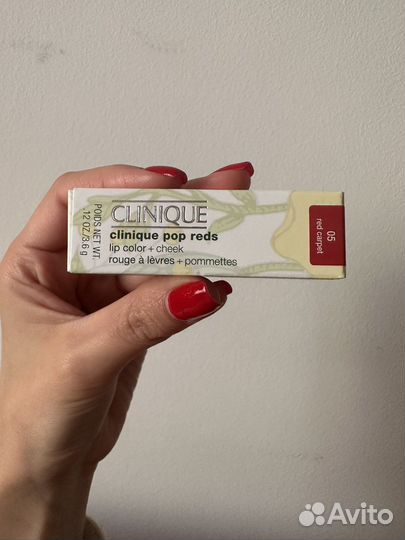 CLINIQUE
clinique pop reds
lip color + cheek
rouge à lèvres + pommettes
POIDS NET WT.
.12 OZ/3.6 g
05
red carpet
Avito